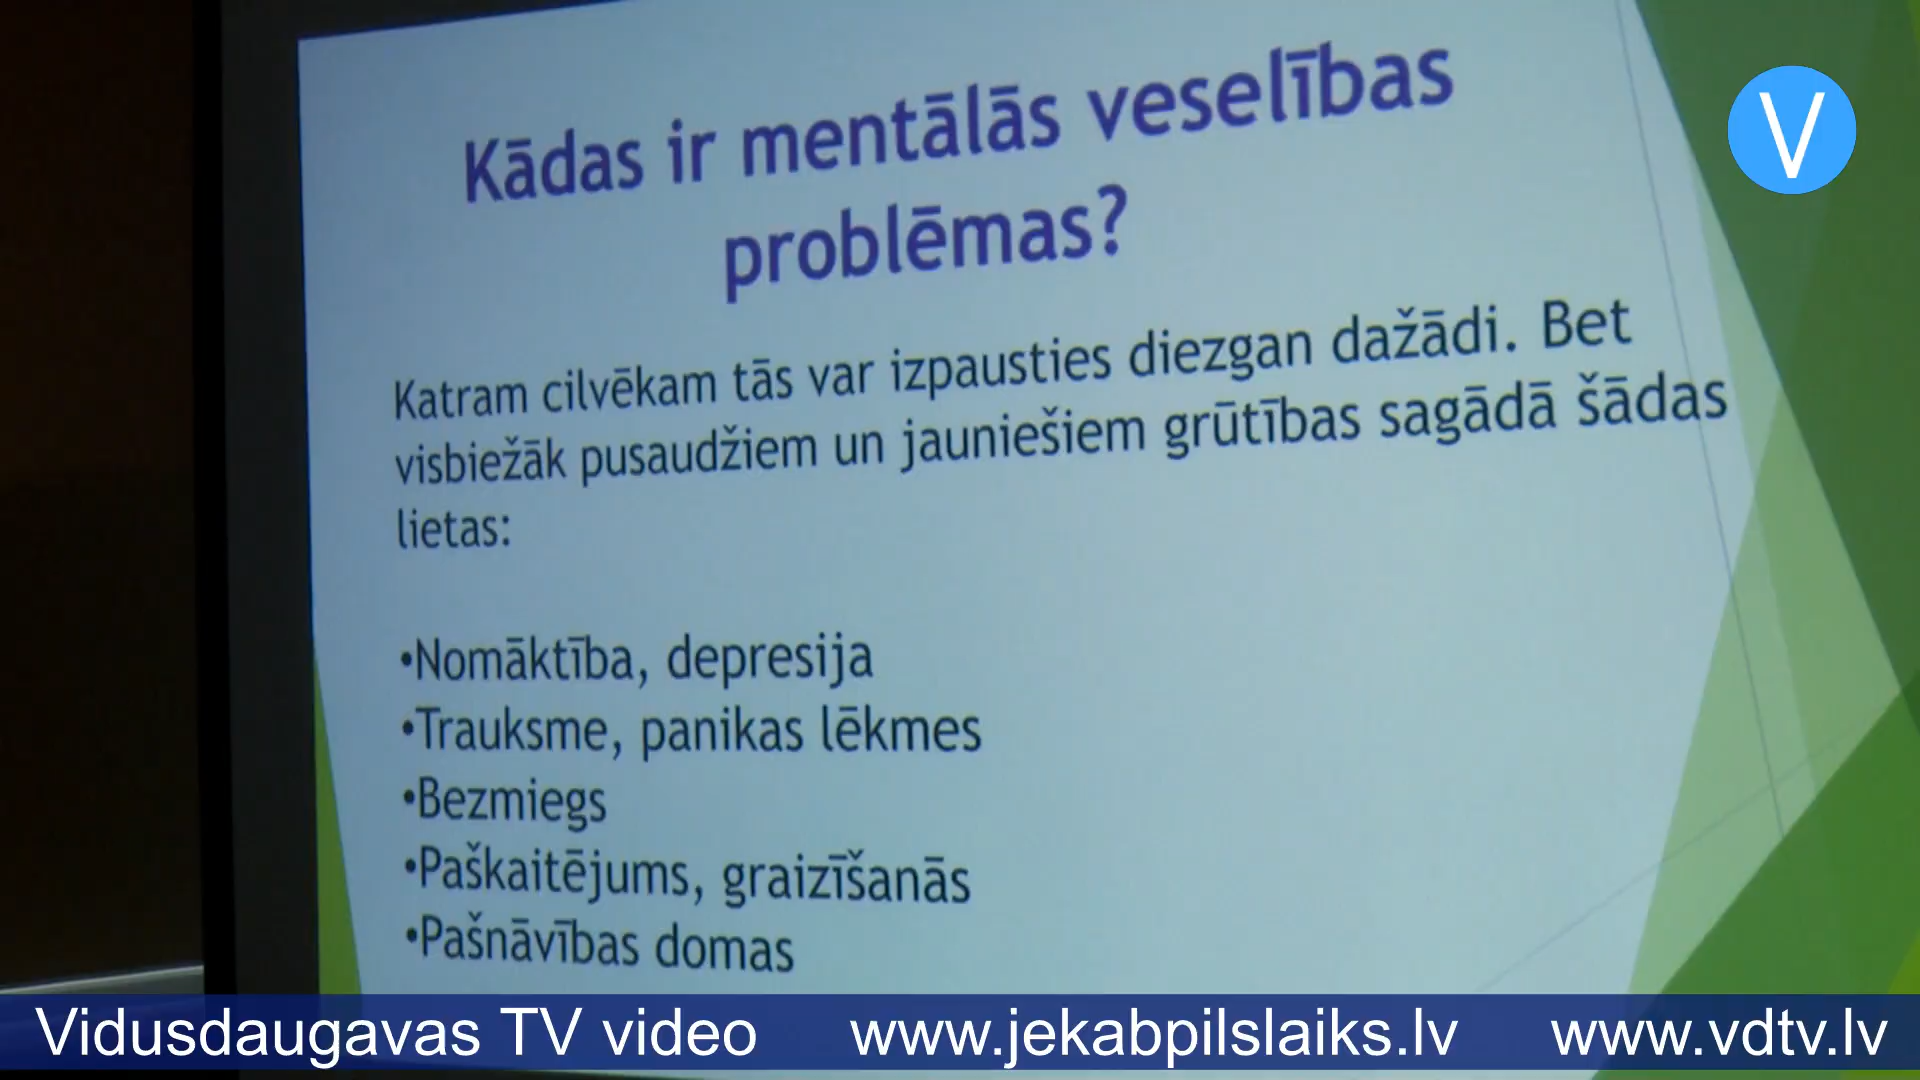 Kādas ir mentālās veselības
problēmas?
V
Katram cilvēkam tās var izpausties diezgan dažādi. Bet
visbiežāk pusaudžiem un jauniešiem grūtības sagādā šādas
lietas:
•Nomāktība, depresija
•Trauksme, panikas lēkmes
•Bezmiegs
•Paškaitējums, graizīšanās
•Pašnāvības domas
Vidusdaugavas TV video www.jekabpilslaiks.lv www.vdtv.lv